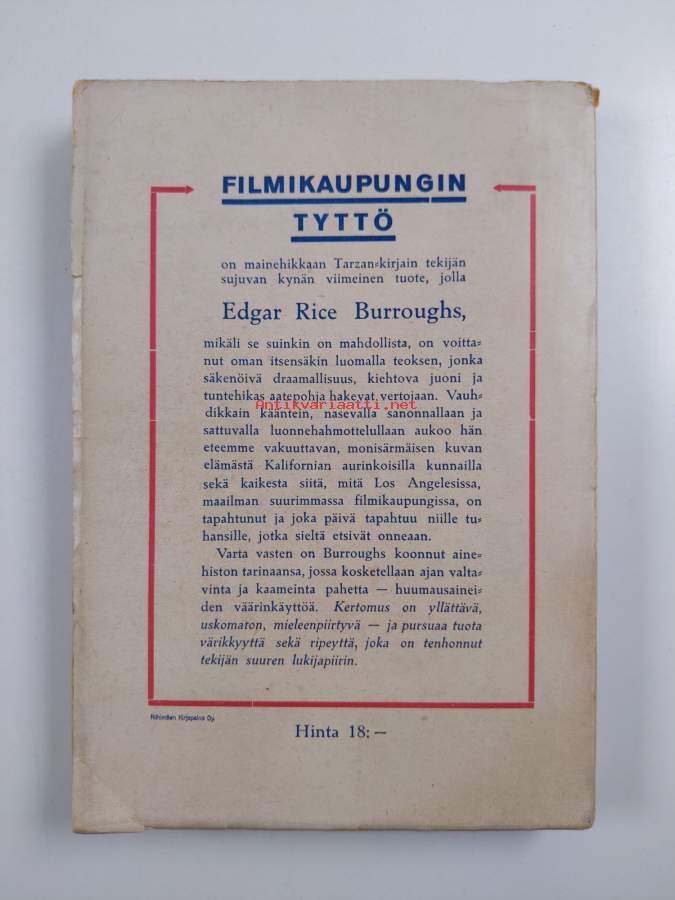 FILMIKAUPUNGIN
TYTTÖ
on mainehikkaan Tarzan-kirjain tekijän
sujuvan kynän viimeinen tuote, jolla
Edgar Rice Burroughs,
mikäli se suinkin on mahdollista, on voitta-
nut oman itsensäkin luomalla teoksen, jonka
säkenöivä draamallisuus, kiehtova juoni ja
tuntehikas aatepohja hakevat vertojaan. Vauh-
Antikvariaatti.net
dikkain kääntein, nasevalla sanonnallaan ja
sattuvalla luonnehahmottelullaan aukoo hän
eteemme vakuuttavan, monisärmäisen kuvan
elämästä Kalifornian aurinkoisilla kunnailla
sekä kaikesta siitä, mitä Los Angelesissa,
maailman suurimmassa filmikaupungissa, on
tapahtunut ja joka päivä tapahtuu niille tu-
hansille, jotka sieltä etsivät onneaan.
Varta vasten on Burroughs koonnut aine-
histon tarinaansa, jossa kosketellaan ajan valta-
vinta ja kaameinta pahetta — huumausainei-
den väärinkäyttöä. Kertomus on yllättävä,
uskomaton, mieleenpiirtyvä — ja pursuaa tuota
värikkyyttä sekä ripeyttä, joka on tenhonnut
tekijän suuren lukijapiirin.
Riihimäen Kirjapaino Oy.
Hinta 18: —